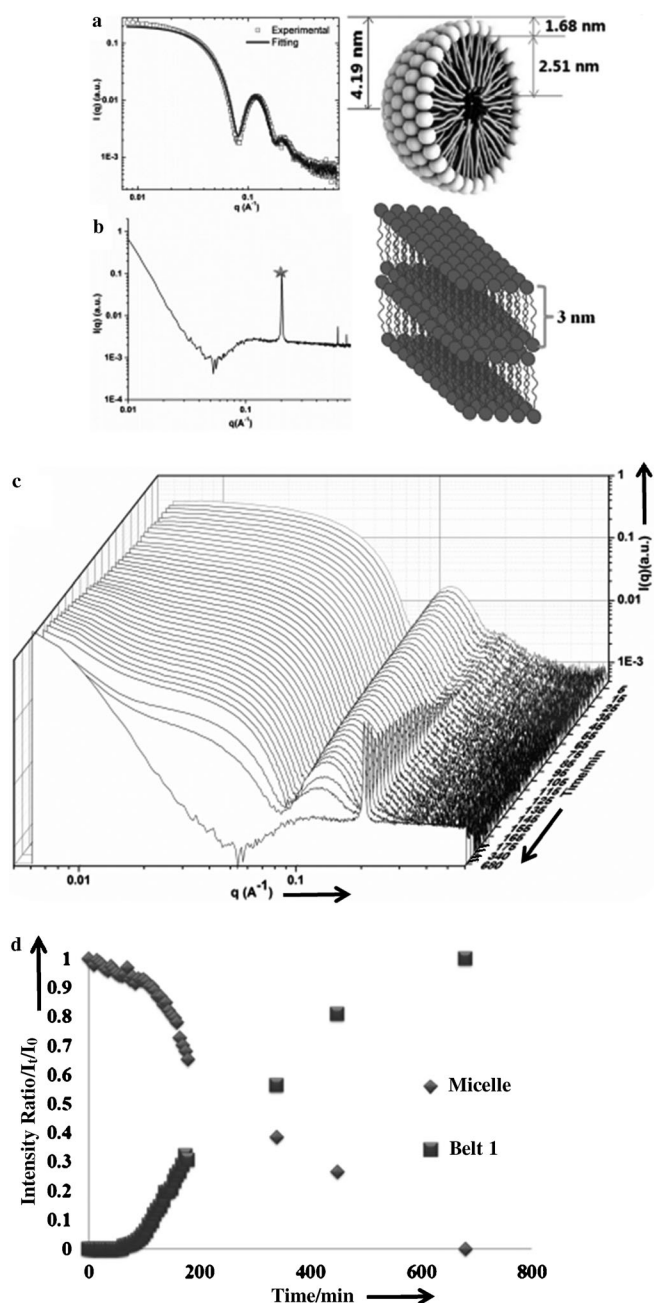 a
Experimental
Fitting
I (q) (a.u.)
0.1
0.01
1E-3
0.01
0.1
q (A⁻¹)
4.19 nm
1.68 nm
2.51 nm
b
I(q) (a.u.)
1
0.1
0.01
1E-3
1E-4
0.01
0.1
q(A⁻¹)
3 nm
c
1
0.1
0.01
1E-3
I(q)(a.u.)
Time/min
680
0.01
0.1
q (A⁻¹)
d
Intensity Ratio/Iₜ/I₀
1
0.9
0.8
0.7
0.6
0.5
0.4
0.3
0.2
0.1
0
Micelle
Belt 1
0
200
400
600
800
Time/min